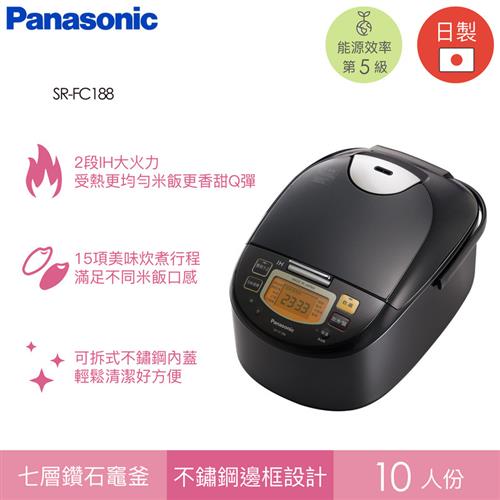 Panasonic
能源效率
第5級
日製
SR-FC188
2段IH大火力
受熱更均勻米飯更香甜Q彈
15項美味炊煮行程
滿足不同米飯口感
可拆式不鏽鋼內蓋
輕鬆清潔好方便
IH
23:33
Panasonic
七層鑽石竈釜
不鏽鋼邊框設計
10人份